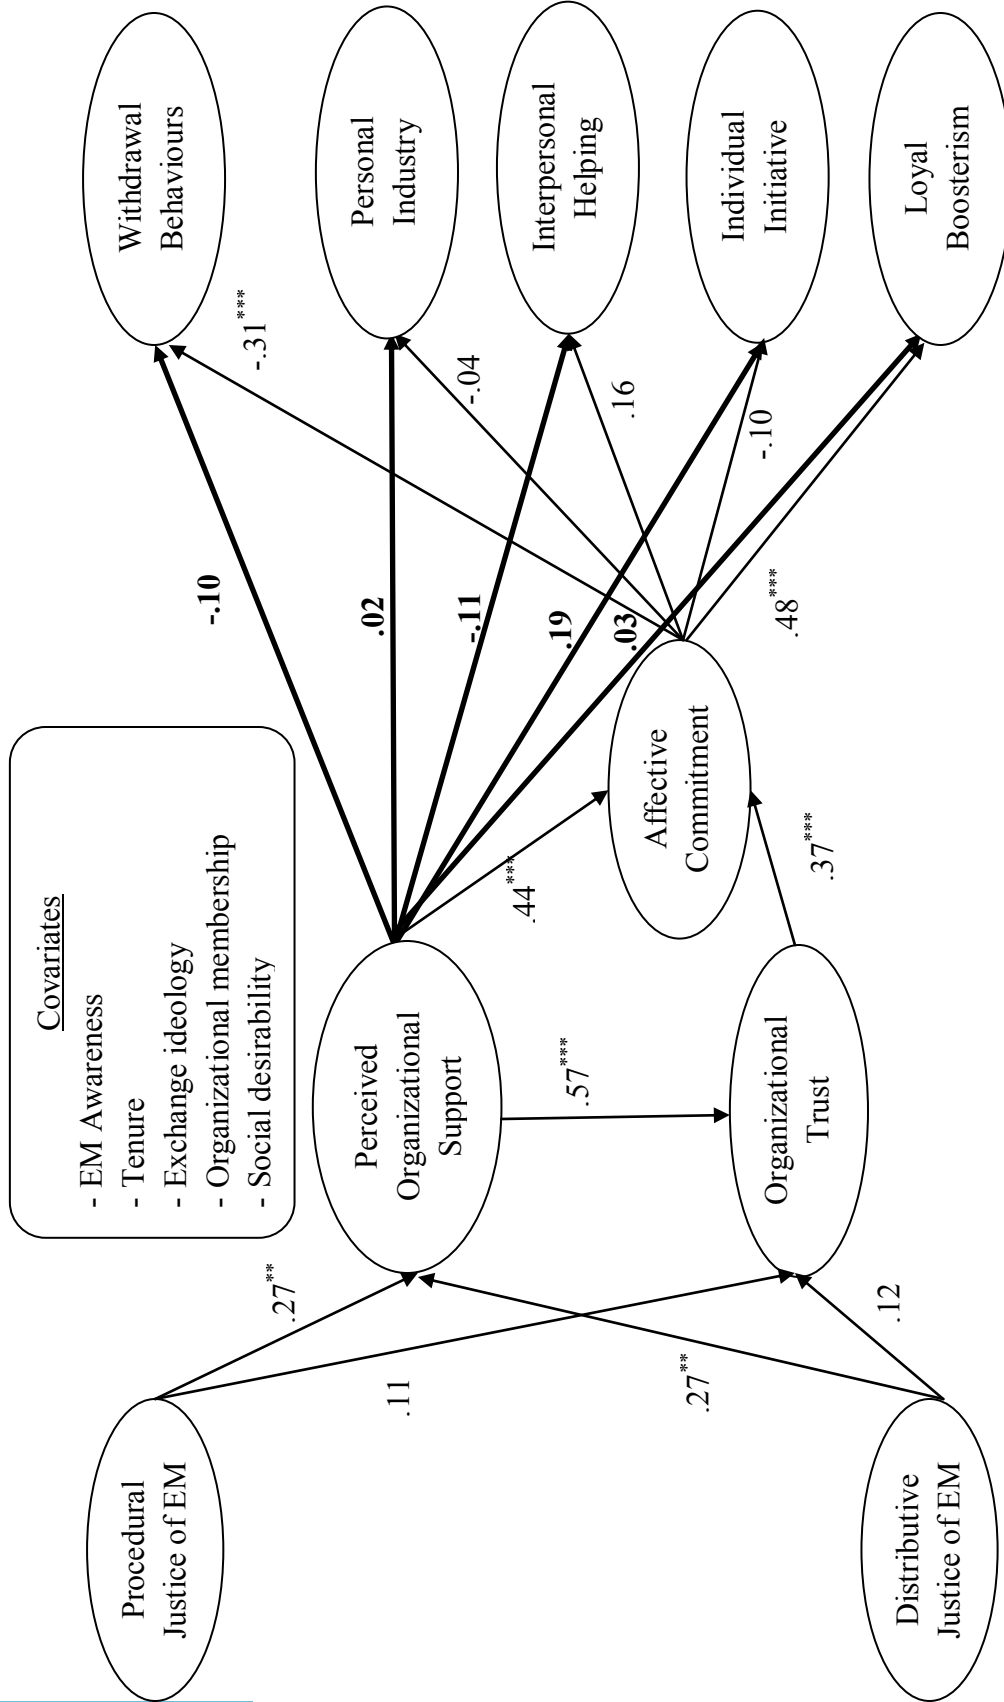 Covariates
- EM Awareness
- Tenure
- Exchange ideology
- Organizational membership
- Social desirability
Procedural
Justice of EM
Distributive
Justice of EM
.27**
.11
.27**
.12
Perceived
Organizational
Support
.57***
Organizational
Trust
.44***
.37***
Affective
Commitment
-.10
.02
-.11
.19
.03
-.31***
-.04
.16
-.10
.48***
Withdrawal
Behaviours
Personal
Industry
Interpersonal
Helping
Individual
Initiative
Loyal
Boosterism